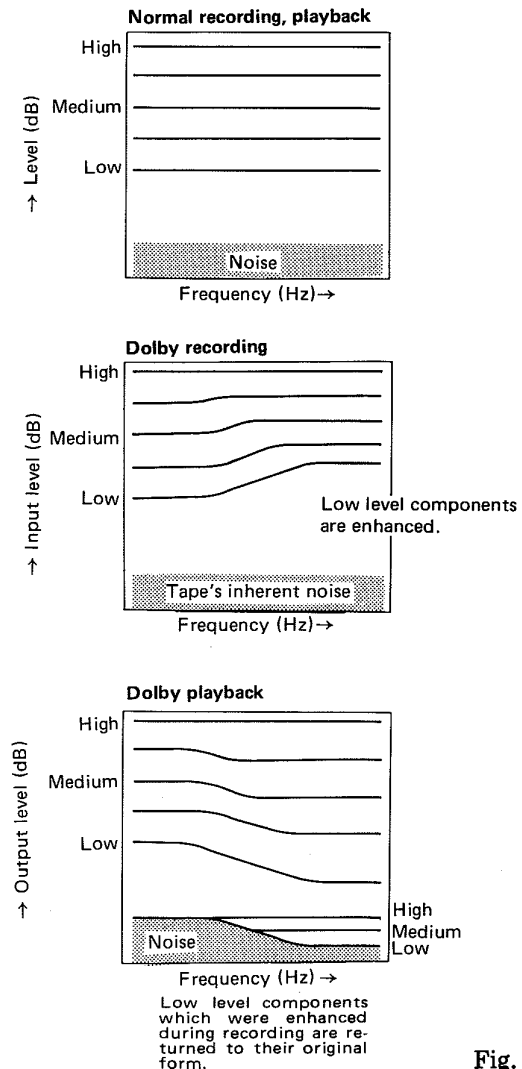 Normal recording, playback
High
Medium
Low
→ Level (dB)
Noise
Frequency (Hz)→
Dolby recording
High
Medium
Low
→ Input level (dB)
Low level components
are enhanced.
Tape's inherent noise
Frequency (Hz) →
Dolby playback
High
Medium
Low
→ Output level (dB)
High
Medium
Low
Noise
Frequency (Hz) →
Low level components
which were enhanced
during recording are re-
turned to their original
form.
Fig.